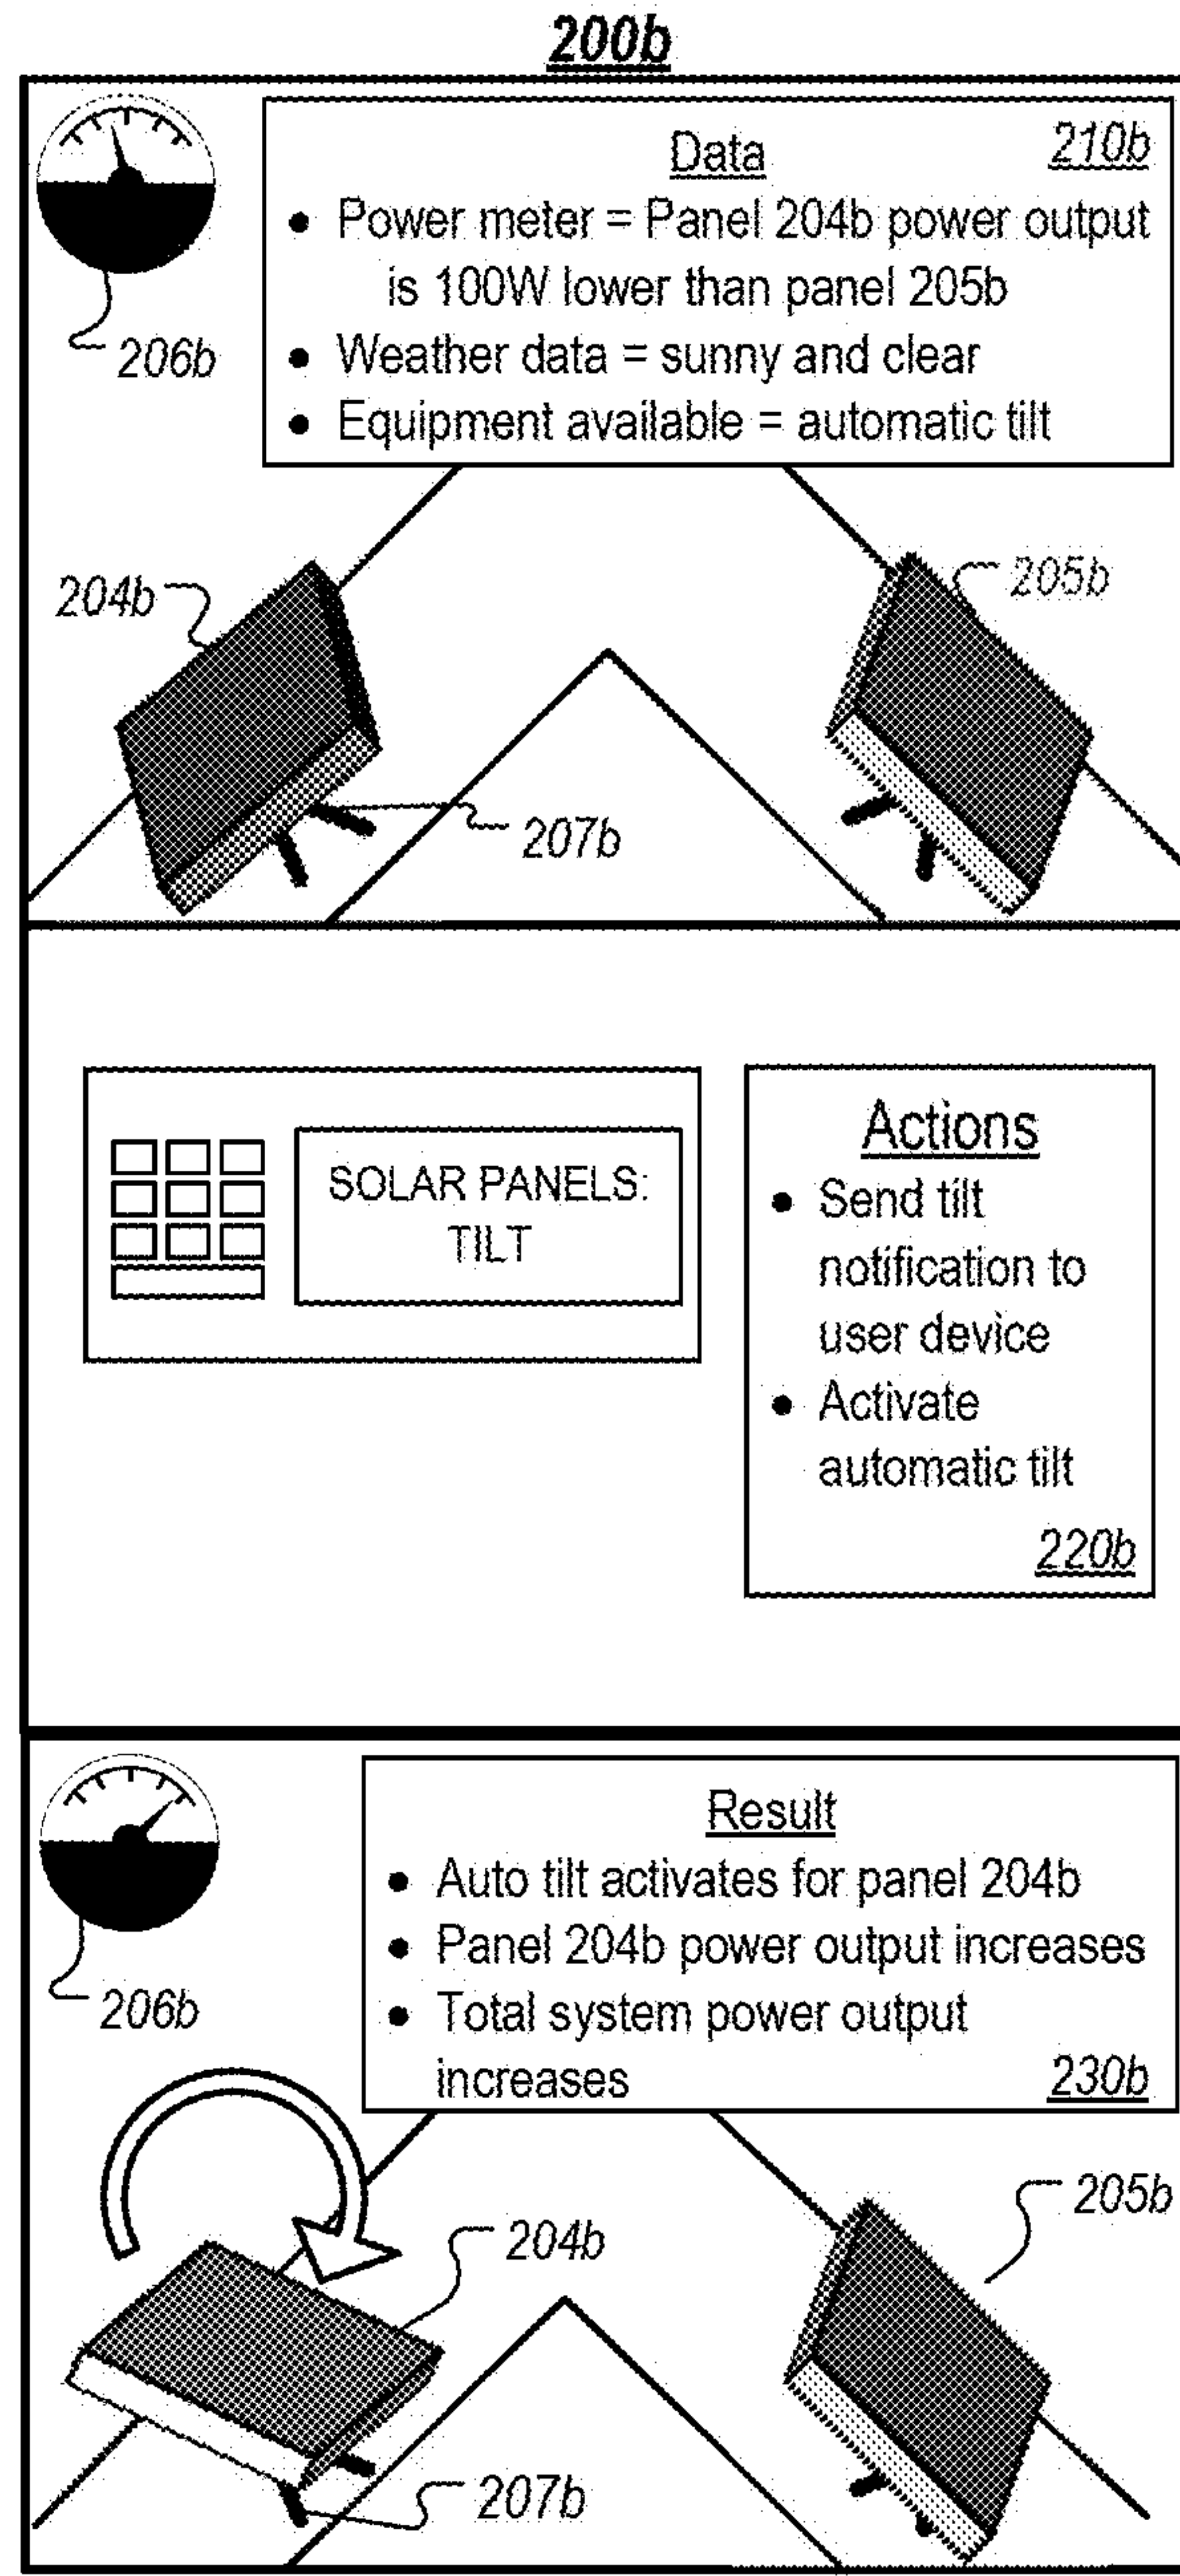 200b
Data 210b
• Power meter = Panel 204b power output
is 100W lower than panel 205b
• Weather data = sunny and clear
• Equipment available = automatic tilt
206b
204b
205b
207b
SOLAR PANELS:
TILT
Actions
• Send tilt
notification to
user device
• Activate
automatic tilt
220b
Result
• Auto tilt activates for panel 204b
• Panel 204b power output increases
• Total system power output
increases 230b
206b
205b
204b
207b